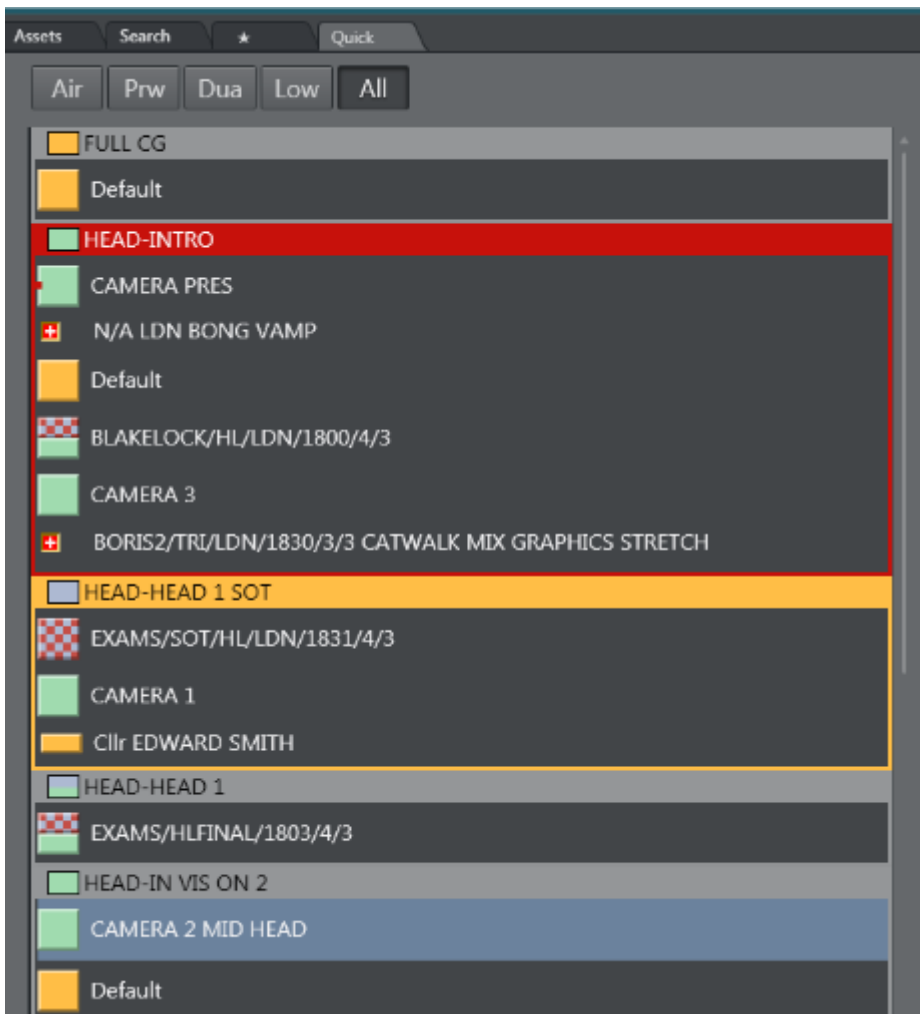 Assets Search ★ Quick
Air Prw Dua Low All
FULL CG
Default
HEAD-INTRO
CAMERA PRES
N/A LDN BONG VAMP
Default
BLAKELOCK/HL/LDN/1800/4/3
CAMERA 3
BORIS2/TRI/LDN/1830/3/3 CATWALK MIX GRAPHICS STRETCH
HEAD-HEAD 1 SOT
EXAMS/SOT/HL/LDN/1831/4/3
CAMERA 1
Cllr EDWARD SMITH
HEAD-HEAD 1
EXAMS/HLFINAL/1803/4/3
HEAD-IN VIS ON 2
CAMERA 2 MID HEAD
Default